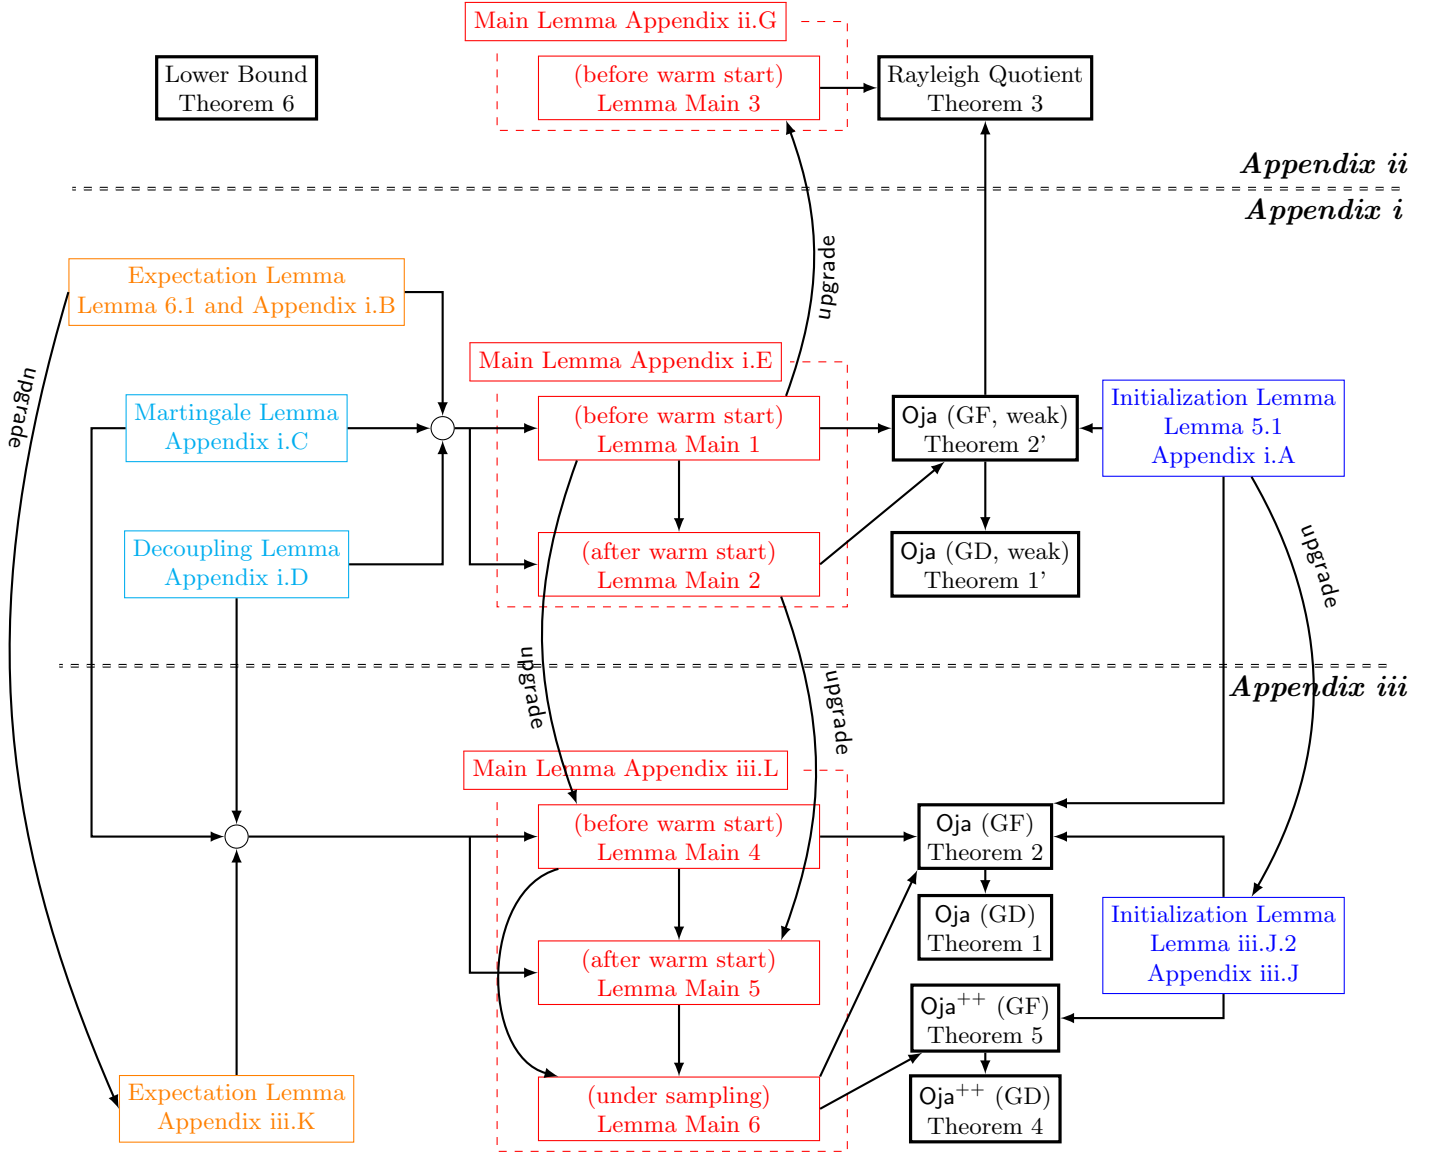 Main Lemma Appendix ii.G
Lower Bound
Theorem 6
(before warm start)
Lemma Main 3
Rayleigh Quotient
Theorem 3
Appendix ii
Appendix i
upgrade
Expectation Lemma
Lemma 6.1 and Appendix i.B
upgrade
Main Lemma Appendix i.E
Martingale Lemma
Appendix i.C
(before warm start)
Lemma Main 1
Oja (GF, weak)
Theorem 2'
Initialization Lemma
Lemma 5.1
Appendix i.A
Decoupling Lemma
Appendix i.D
(after warm start)
Lemma Main 2
Oja (GD, weak)
Theorem 1'
upgrade
upgrade
upgrade
Appendix iii
Main Lemma Appendix iii.L
(before warm start)
Lemma Main 4
Oja (GF)
Theorem 2
Oja (GD)
Theorem 1
Initialization Lemma
Lemma iii.J.2
Appendix iii.J
(after warm start)
Lemma Main 5
Oja++ (GF)
Theorem 5
Expectation Lemma
Appendix iii.K
(under sampling)
Lemma Main 6
Oja++ (GD)
Theorem 4